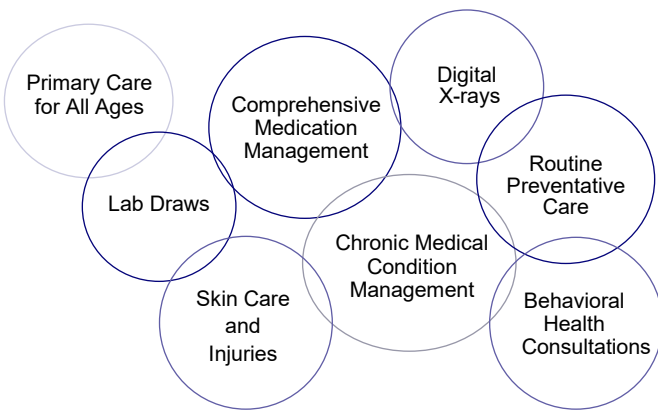 Primary Care
for All Ages
Comprehensive
Medication
Management
Digital
X-rays
Routine
Preventative
Care
Lab Draws
Chronic Medical
Condition
Management
Skin Care
and
Injuries
Behavioral
Health
Consultations